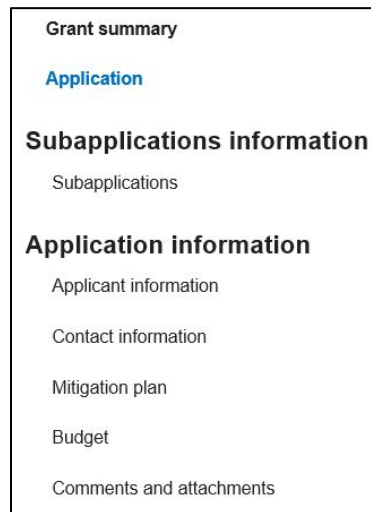 Grant summary
Application
Subapplications information
Subapplications
Application information
Applicant information
Contact information
Mitigation plan
Budget
Comments and attachments